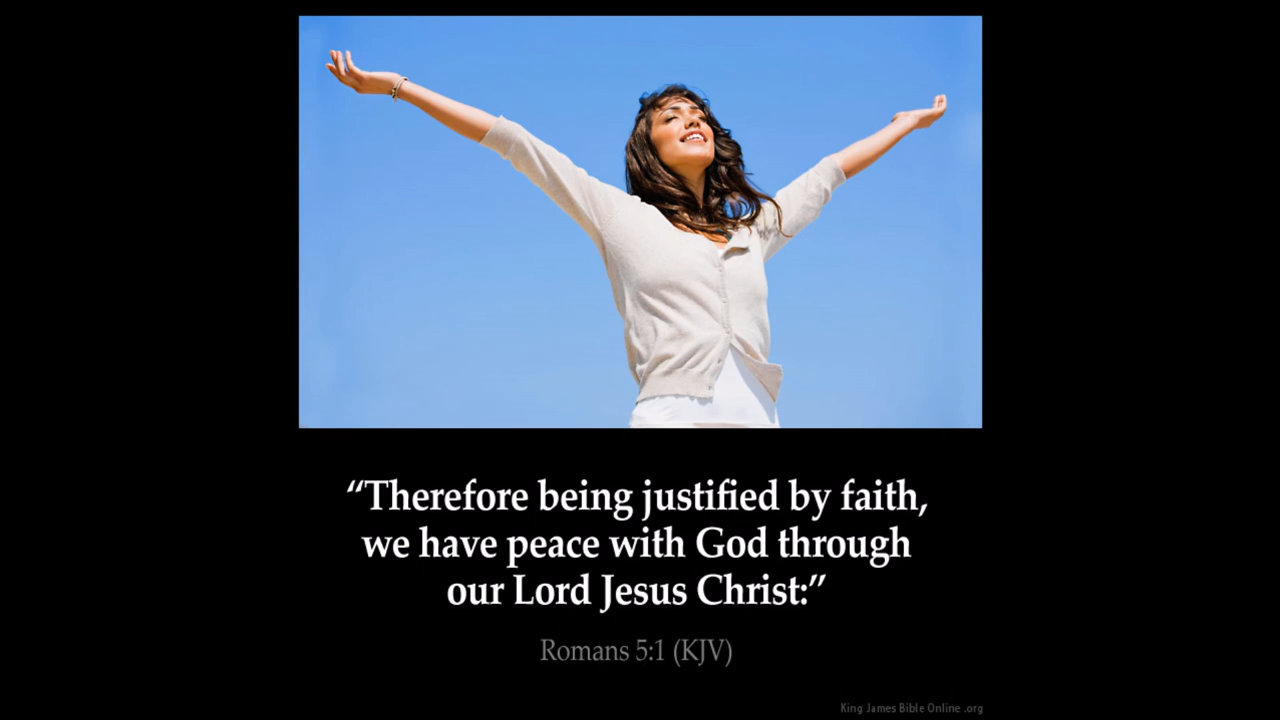 “Therefore being justified by faith,
we have peace with God through
our Lord Jesus Christ:”
Romans 5:1 (KJV)
King James Bible Online .org